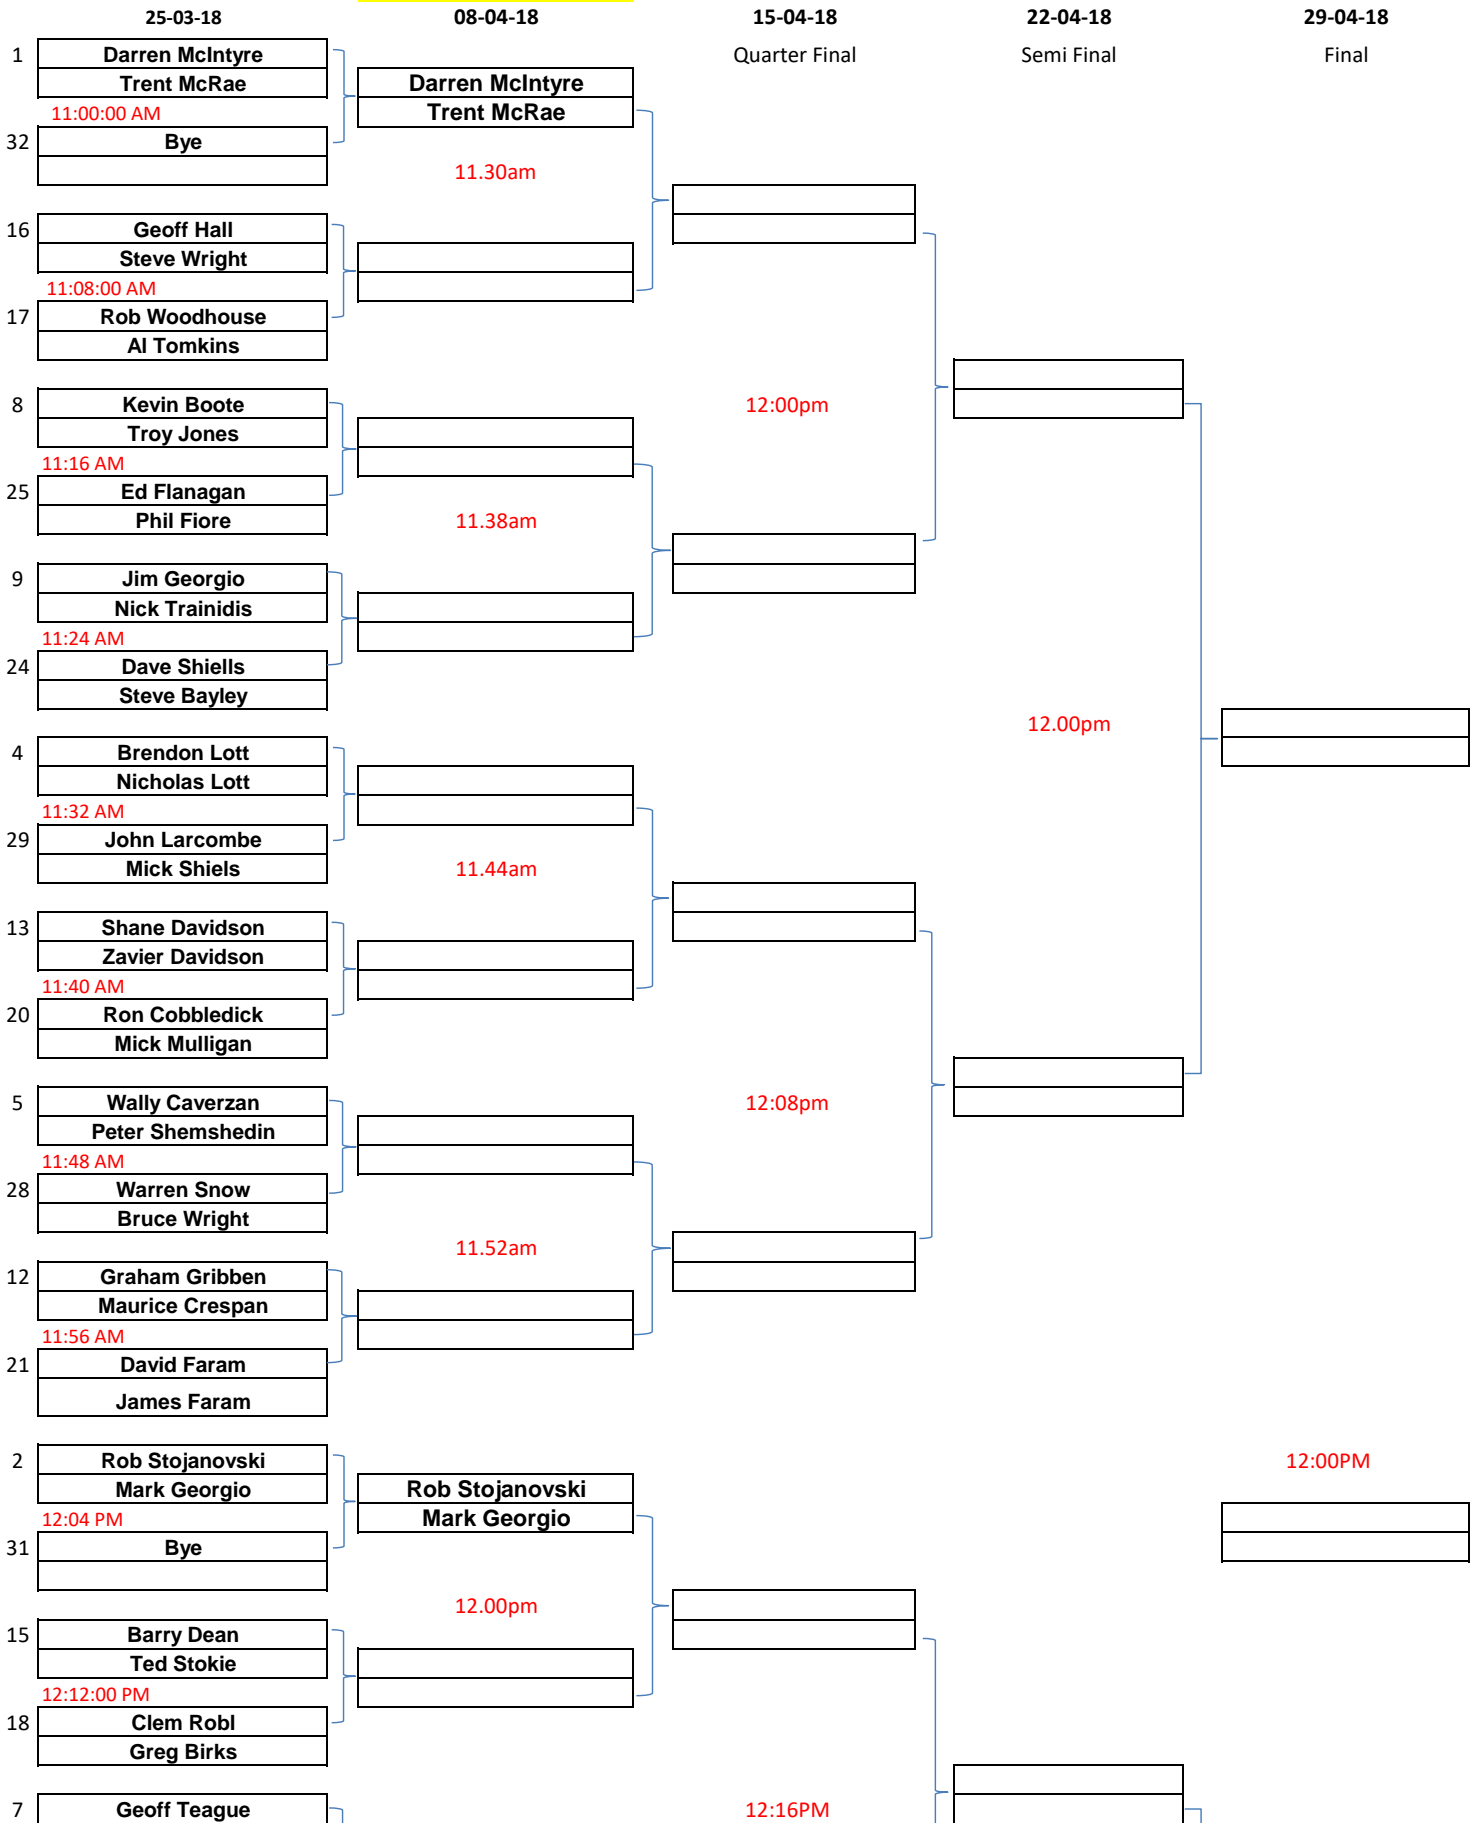 25-03-18 08-04-18 15-04-18 22-04-18 29-04-18
1 Darren McIntyre Quarter Final Semi Final Final
Trent McRae Darren McIntyre
11:00:00 AM Trent McRae
32 Bye
11.30am
16 Geoff Hall
Steve Wright
11:08:00 AM
17 Rob Woodhouse
Al Tomkins
8 Kevin Boote 12:00pm
Troy Jones
11:16 AM
25 Ed Flanagan
Phil Fiore 11.38am
9 Jim Georgio
Nick Trainidis
11:24 AM
24 Dave Shiells
Steve Bayley
12.00pm
4 Brendon Lott
Nicholas Lott
11:32 AM
29 John Larcombe
Mick Shiels 11.44am
13 Shane Davidson
Zavier Davidson
11:40 AM
20 Ron Cobbledick
Mick Mulligan
5 Wally Caverzan 12:08pm
Peter Shemshedin
11:48 AM
28 Warren Snow
Bruce Wright
11.52am
12 Graham Gribben
Maurice Crespan
11:56 AM
21 David Faram
James Faram
2 Rob Stojanovski 12:00PM
Mark Georgio Rob Stojanovski
12:04 PM Mark Georgio
31 Bye
12.00pm
15 Barry Dean
Ted Stokie
12:12:00 PM
18 Clem Robl
Greg Birks
7 Geoff Teague 12:16PM